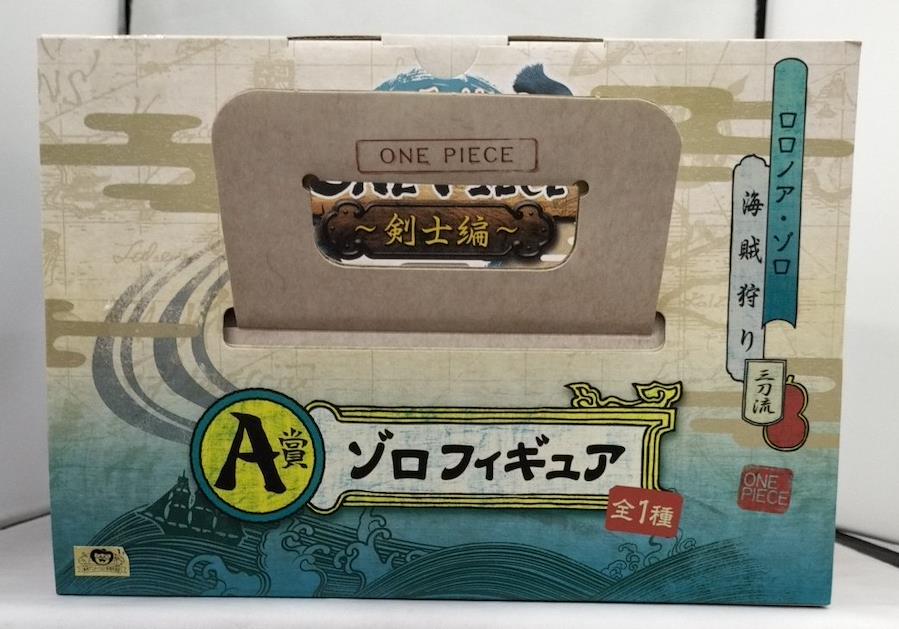 ONE PIECE
～剣士編～
ロロノア・ゾロ
海賊狩り
三刀流
A賞
ゾロフィギュア
全1種
ONE
PIECE